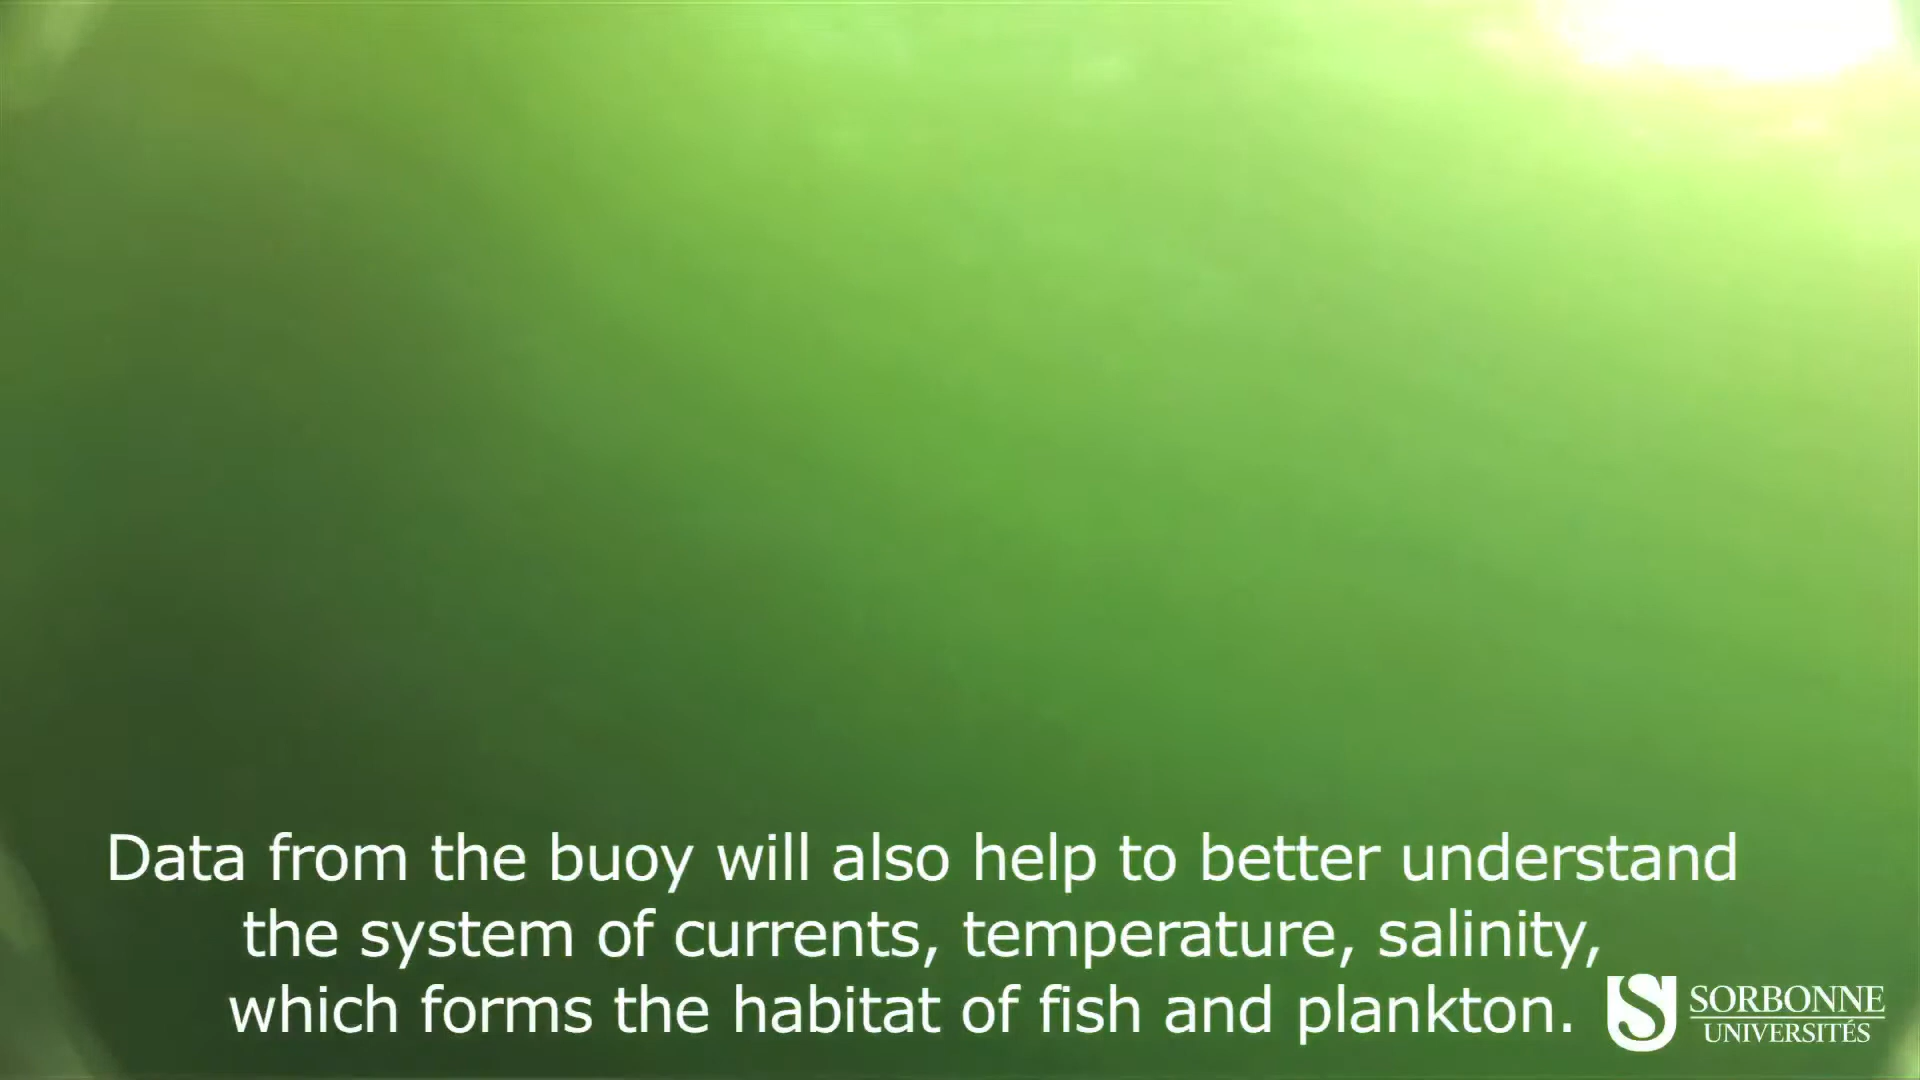 Data from the buoy will also help to better understand
the system of currents, temperature, salinity,
which forms the habitat of fish and plankton.
SORBONNE
UNIVERSITÉS